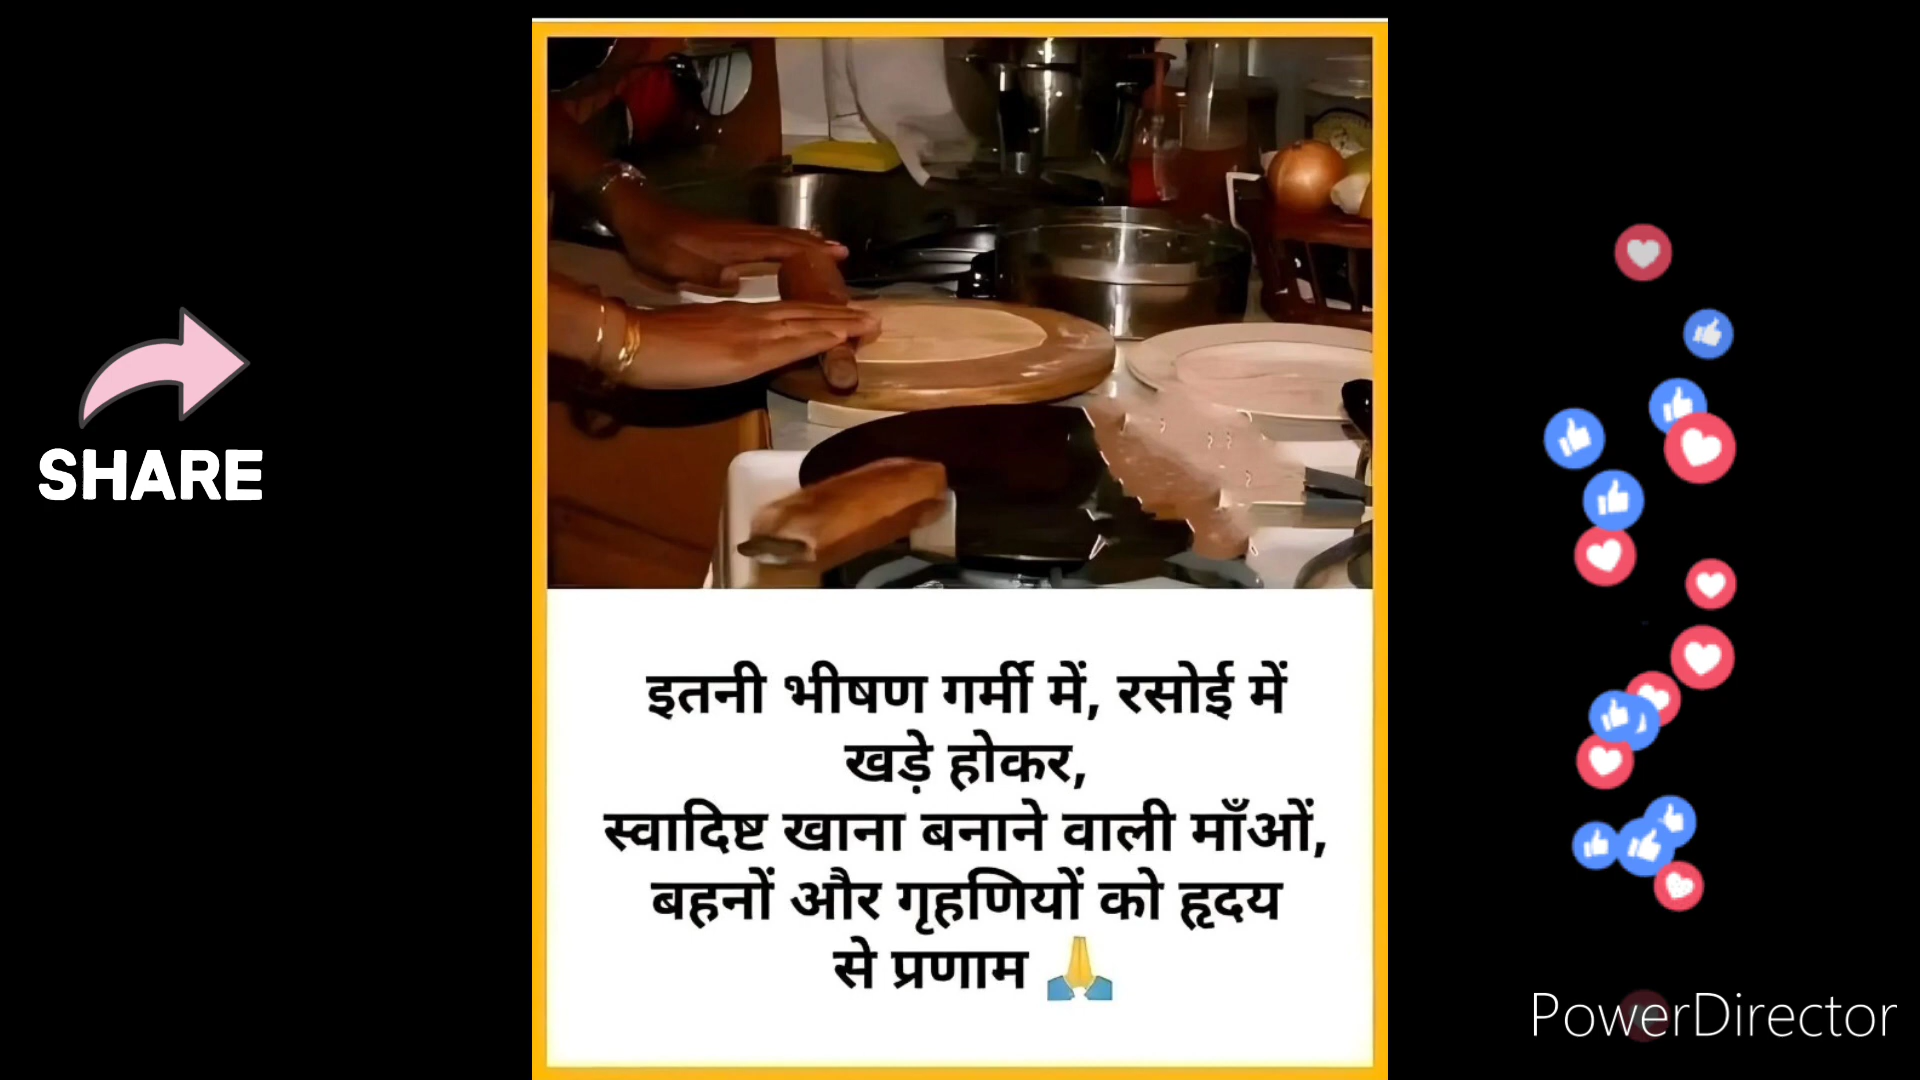 SHARE
इतनी भीषण गर्मी में, रसोई में
खड़े होकर,
स्वादिष्ट खाना बनाने वाली माँओं,
बहनों और गृहणियों को हृदय
से प्रणाम 🙏
PowerDirector